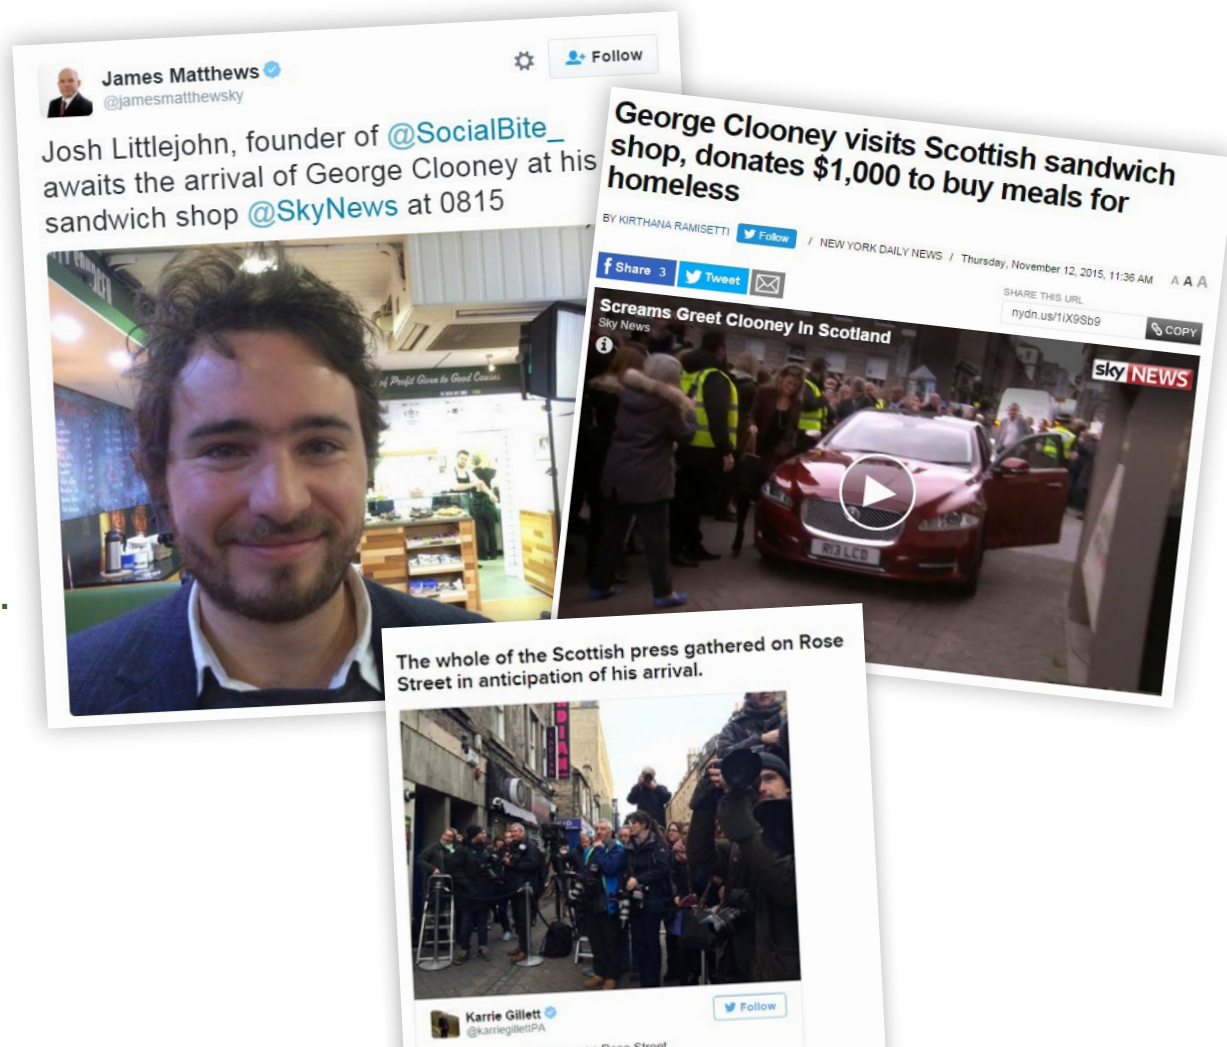 James Matthews
@jamesmatthewsky
Follow
Josh Littlejohn, founder of @SocialBite_
awaits the arrival of George Clooney at his
sandwich shop @SkyNews at 0815
of Profit Given to Good Causes
George Clooney visits Scottish sandwich
shop, donates $1,000 to buy meals for
homeless
BY KIRTHANA RAMISETTI Follow / NEW YORK DAILY NEWS / Thursday, November 12, 2015, 11:36 AM A A A
f Share 3 Tweet
SHARE THIS URL
nydn.us/1iX9Sb9 COPY
Screams Greet Clooney In Scotland
Sky News
sky NEWS
R13 LCD
The whole of the Scottish press gathered on Rose
Street in anticipation of his arrival.
Karrie Gillett
@karriegillettPA
Follow
Rose Street